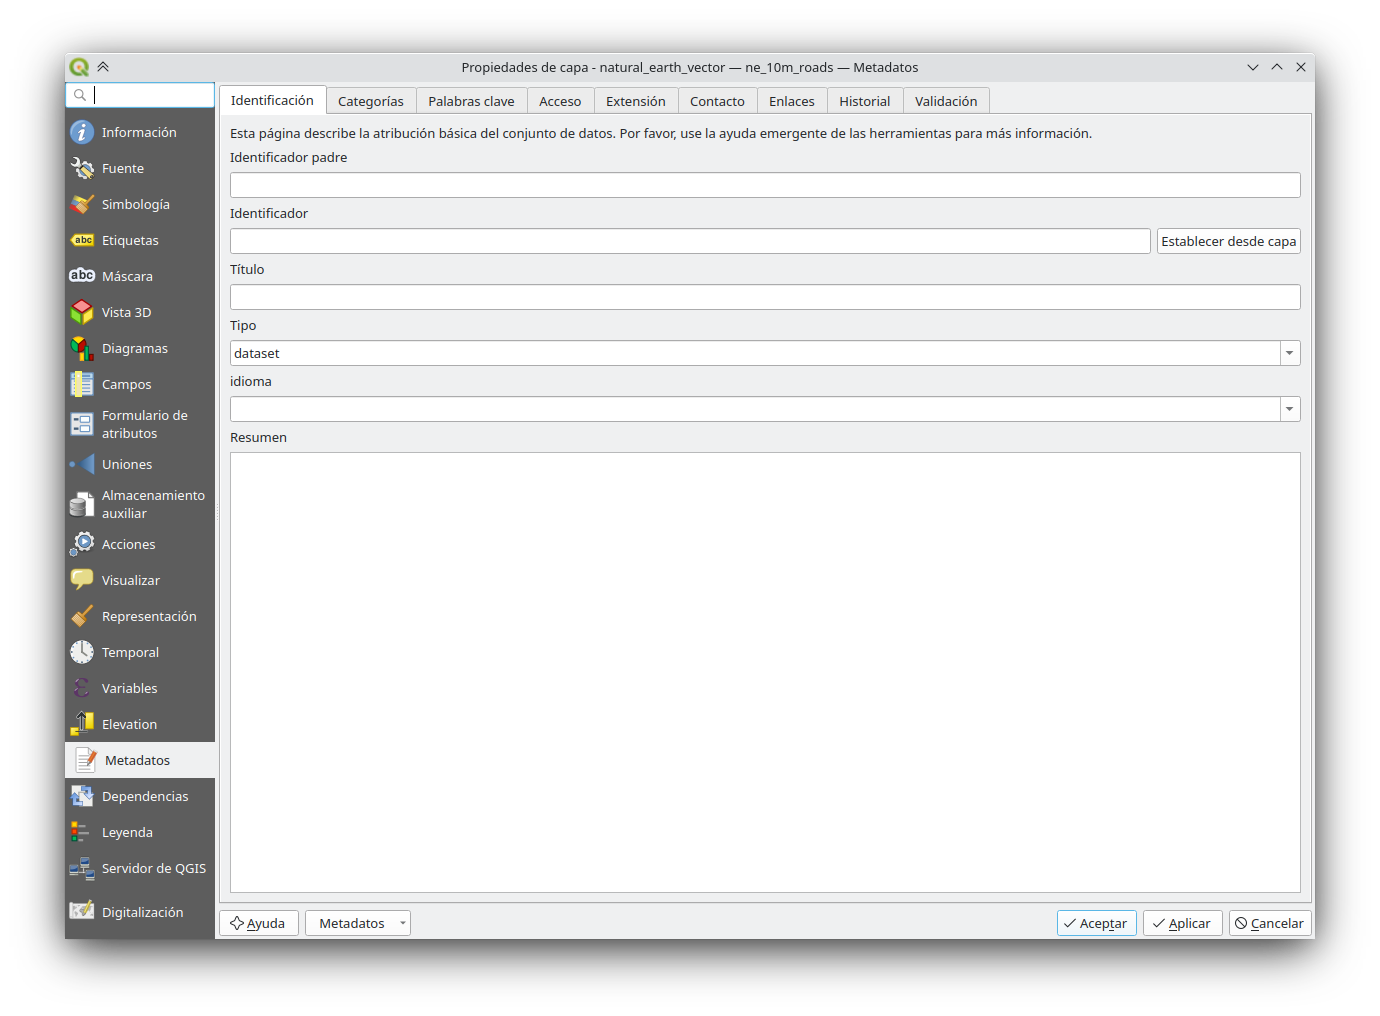 Propiedades de capa - natural_earth_vector — ne_10m_roads — Metadatos
Información
Fuente
Simbología
abc Etiquetas
abc Máscara
Vista 3D
Diagramas
Campos
Formulario de
atributos
Uniones
Almacenamiento
auxiliar
Acciones
Visualizar
Representación
Temporal
Variables
Elevation
Metadatos
Dependencias
Leyenda
Servidor de QGIS
Digitalización
Identificación Categorías Palabras clave Acceso Extensión Contacto Enlaces Historial Validación
Esta página describe la atribución básica del conjunto de datos. Por favor, use la ayuda emergente de las herramientas para más información.
Identificador padre
Identificador
Establecer desde capa
Título
Tipo
dataset
idioma
Resumen
Ayuda Metadatos Aceptar Aplicar Cancelar